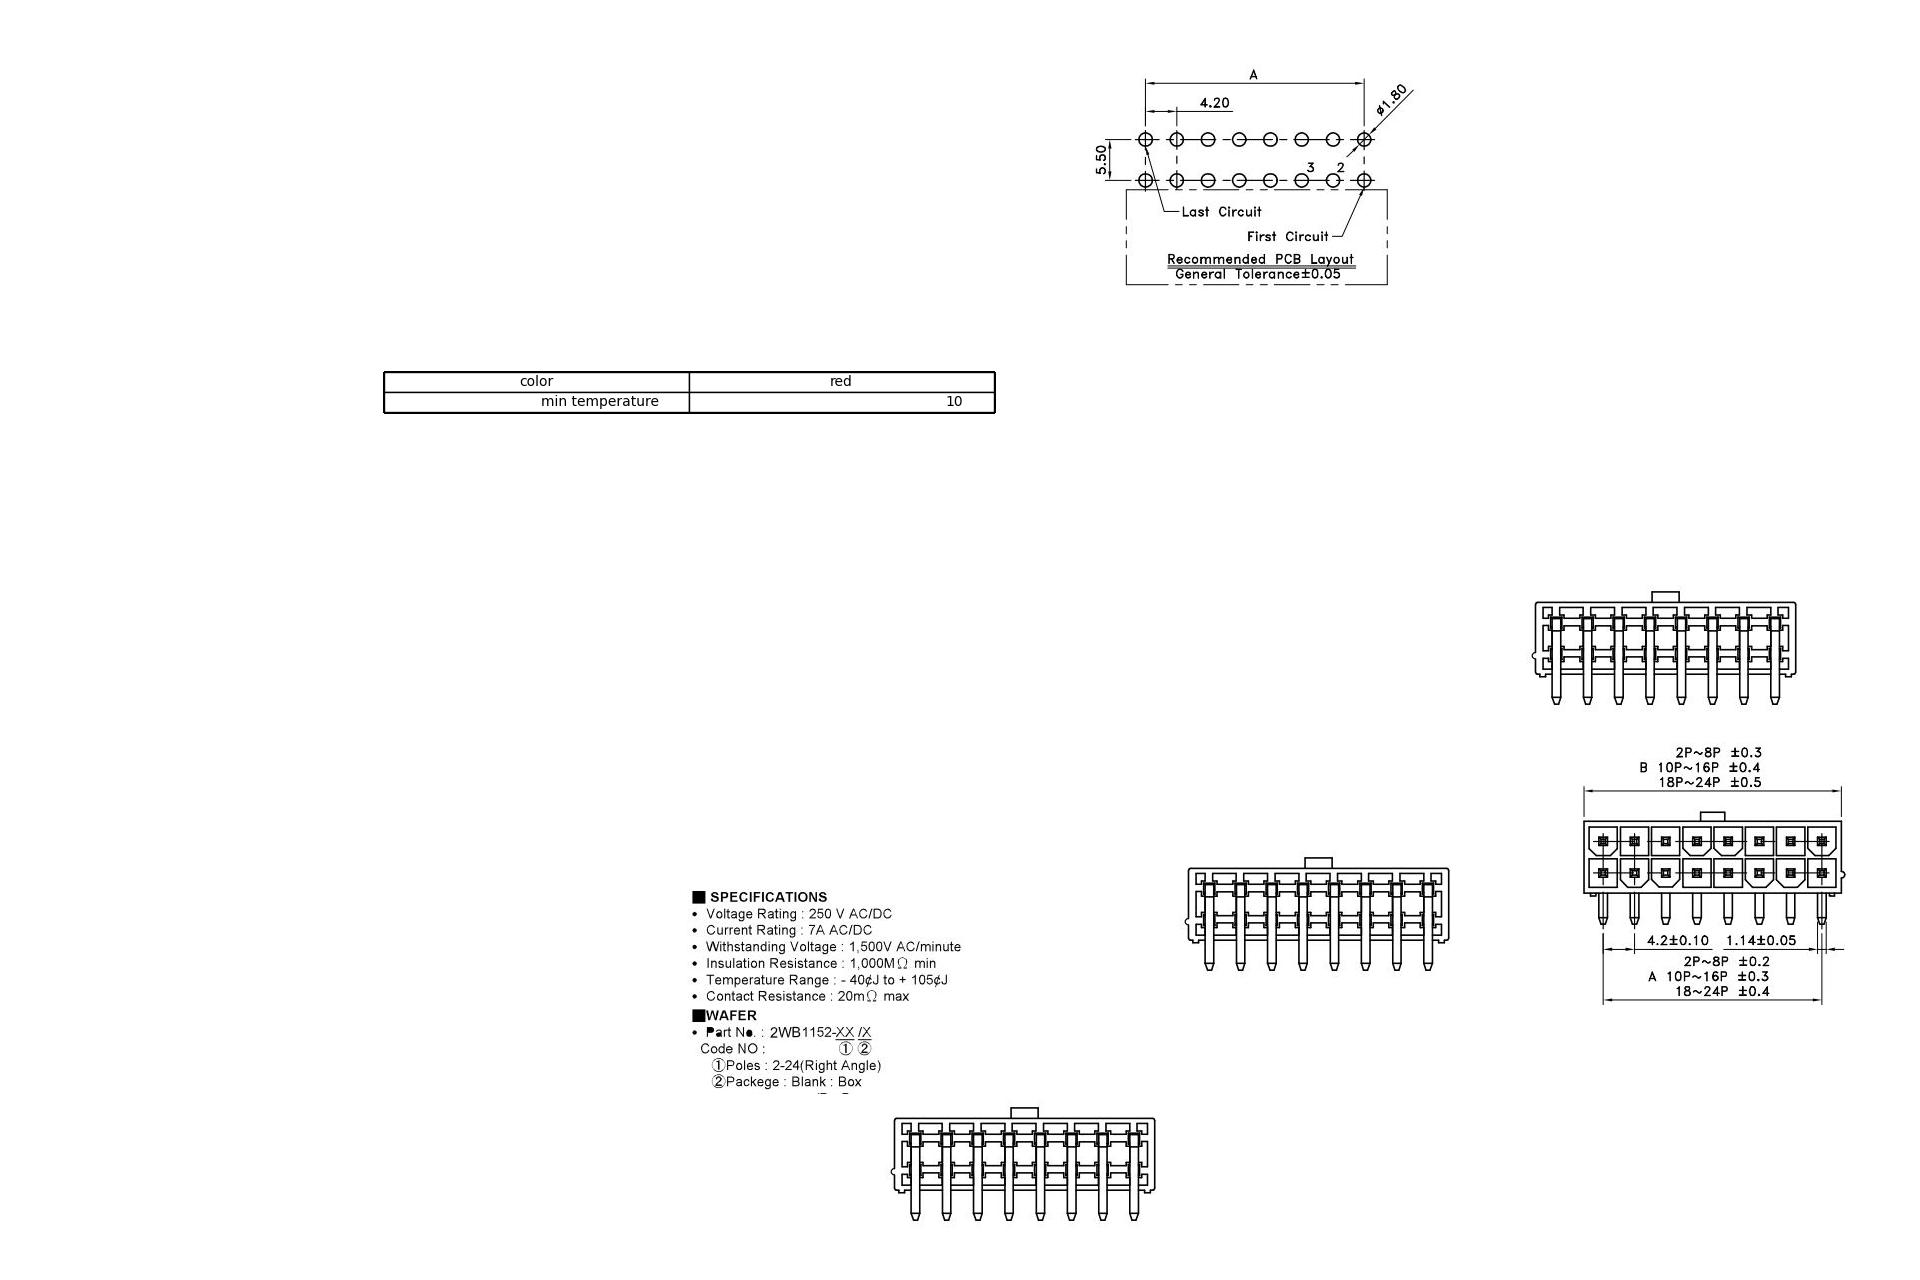 A
4.20
ø1.80
5.50
3 2
Last Circuit
First Circuit
Recommended PCB Layout
General Tolerance±0.05
color red
min temperature 10
2P~8P ±0.3
B 10P~16P ±0.4
18P~24P ±0.5
4.2±0.10 1.14±0.05
2P~8P ±0.2
A 10P~16P ±0.3
18~24P ±0.4
■ SPECIFICATIONS
• Voltage Rating : 250 V AC/DC
• Current Rating : 7A AC/DC
• Withstanding Voltage : 1,500V AC/minute
• Insulation Resistance : 1,000MΩ min
• Temperature Range : - 40¢J to + 105¢J
• Contact Resistance : 20mΩ max
■WAFER
• Part No. : 2WB1152-XX /X
Code NO : ① ②
①Poles : 2-24(Right Angle)
②Packege : Blank : Box